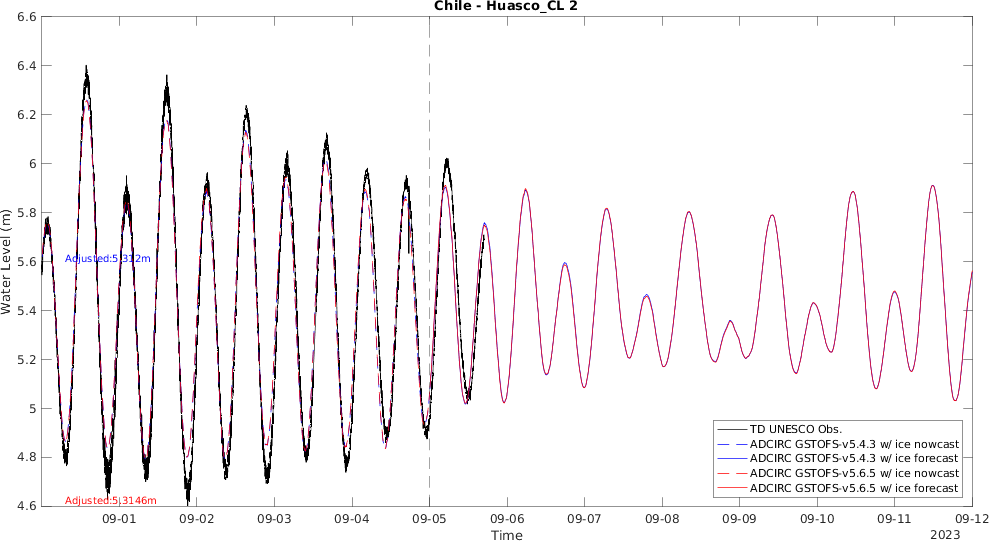 Chile - Huasco_CL 2
6.6
6.4
6.2
6
5.8
5.6
5.4
5.2
5
4.8
4.6
Water Level (m)
Adjusted:5.312m
Adjusted:5.3146m
TD UNESCO Obs.
ADCIRC GSTOFS-v5.4.3 w/ ice nowcast
ADCIRC GSTOFS-v5.4.3 w/ ice forecast
ADCIRC GSTOFS-v5.6.5 w/ ice nowcast
ADCIRC GSTOFS-v5.6.5 w/ ice forecast
09-01 09-02 09-03 09-04 09-05 09-06 09-07 09-08 09-09 09-10 09-11 09-12
Time
2023